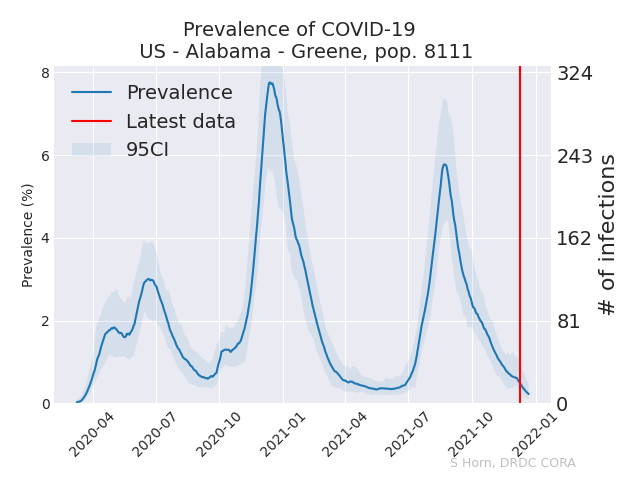 Prevalence of COVID-19
US - Alabama - Greene, pop. 8111
Prevalence
Latest data
95CI
8
6
4
2
0
Prevalence (%)
324
243
162
81
0
# of infections
2020-04
2020-07
2020-10
2021-01
2021-04
2021-07
2021-10
2022-01
S Horn, DRDC CORA